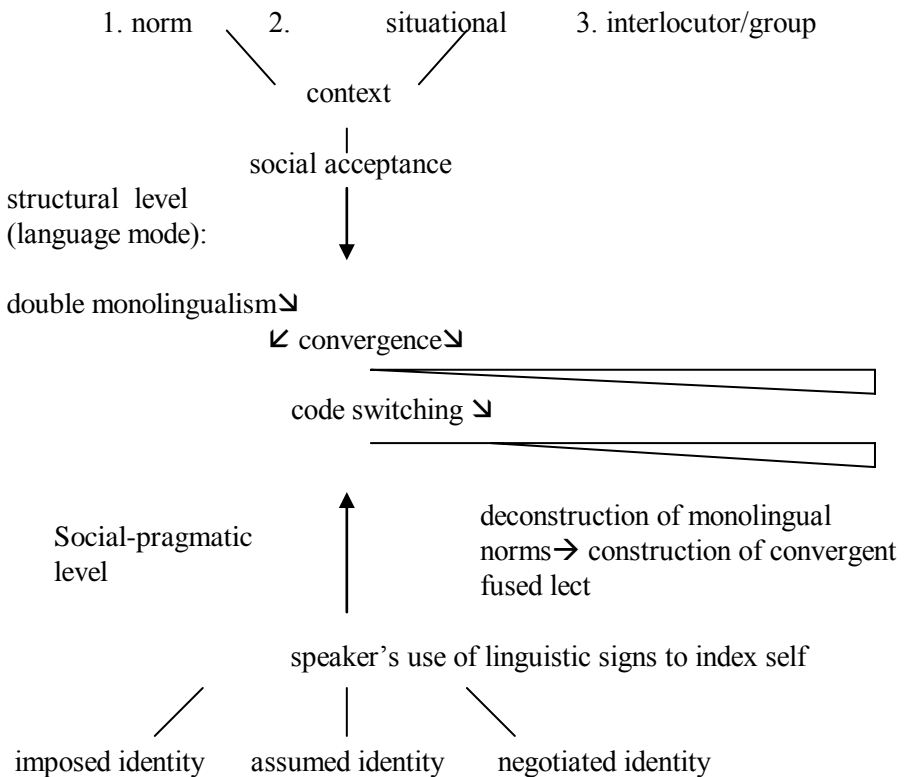 1. norm 2. situational 3. interlocutor/group
context
social acceptance
structural level
(language mode):
double monolingualism↘
↙ convergence↘
code switching ↘
Social-pragmatic
level
deconstruction of monolingual
norms→ construction of convergent
fused lect
speaker’s use of linguistic signs to index self
imposed identity assumed identity negotiated identity